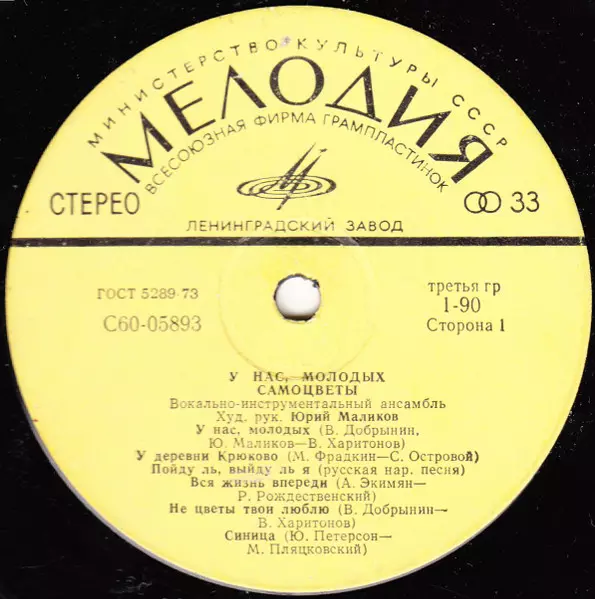 МИНИСТЕРСТВО КУЛЬТУРЫ СССР
МЕЛОДИЯ
ВСЕСОЮЗНАЯ ФИРМА ГРАМПЛАСТИНОК
СТЕРЕО
33
ЛЕНИНГРАДСКИЙ ЗАВОД
ГОСТ 5289-73
третья гр
С60-05893
1-90
Сторона 1
У НАС, МОЛОДЫХ
САМОЦВЕТЫ
Вокально-инструментальный ансамбль
Худ. рук. Юрий Маликов
У нас, молодых (В. Добрынин,
Ю. Маликов—В. Харитонов)
У деревни Крюково (М. Фрадкин—С. Островой)
Пойду ль, выйду ль я (русская нар. песня)
Вся жизнь впереди (А. Экимян—
Р. Рождественский)
Не цветы твои люблю (В. Добрынин—
В. Харитонов)
Синица (Ю. Петерсон—
М. Пляцковский)